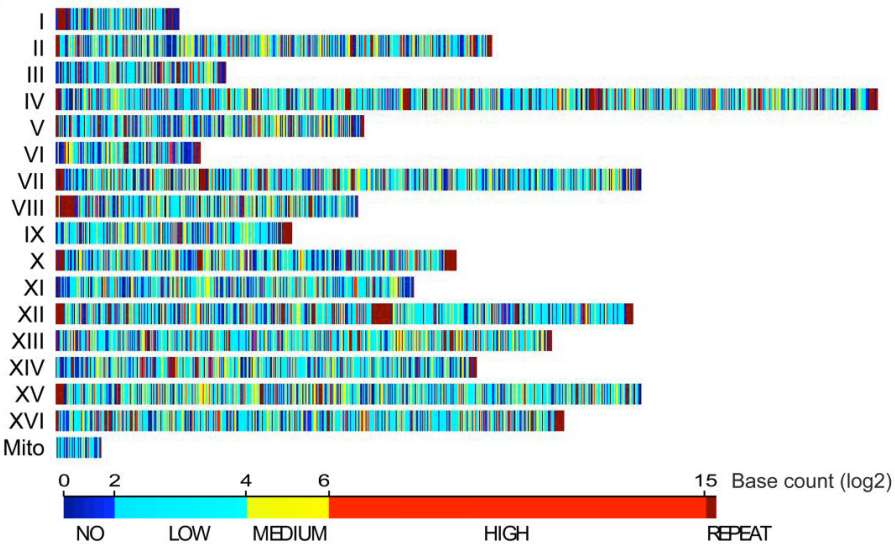 I
II
III
IV
V
VI
VII
VIII
IX
X
XI
XII
XIII
XIV
XV
XVI
Mito
0 2 4 6 15 Base count (log2)
NO LOW MEDIUM HIGH REPEAT